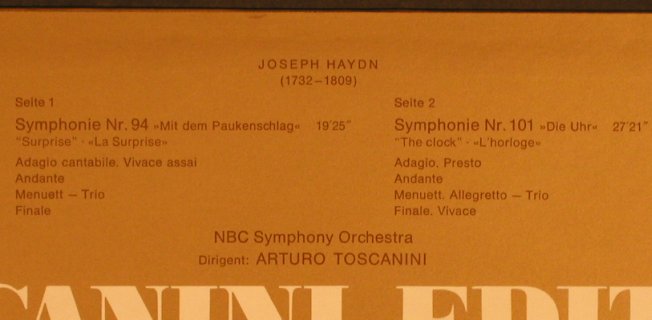 JOSEPH HAYDN
(1732–1809)
Seite 1
Symphonie Nr. 94 »Mit dem Paukenschlag« 19'25"
"Surprise" · «La Surprise»
Adagio cantabile. Vivace assai
Andante
Menuett – Trio
Finale
Seite 2
Symphonie Nr. 101 »Die Uhr« 27'21"
"The clock" · «L'horloge»
Adagio. Presto
Andante
Menuett. Allegretto – Trio
Finale. Vivace
NBC Symphony Orchestra
Dirigent: ARTURO TOSCANINI